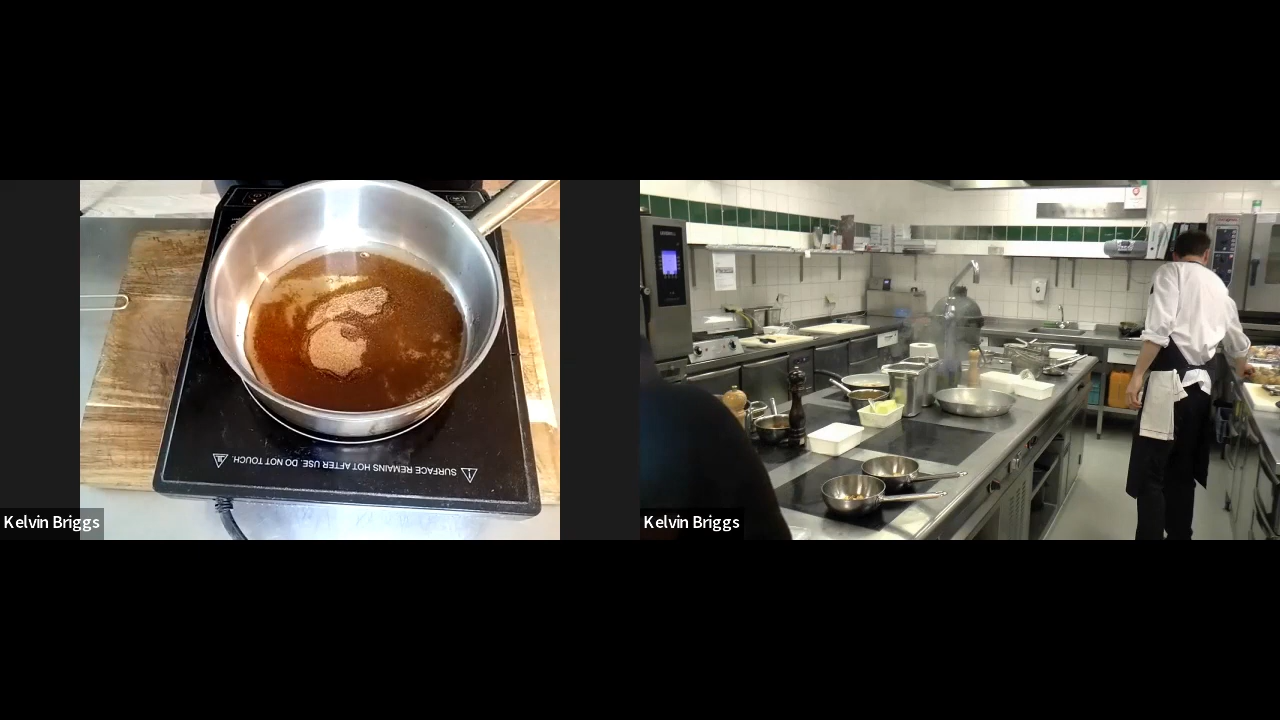 SURFACE REMAINS HOT AFTER USE. DO NOT TOUCH.
Kelvin Briggs
Kelvin Briggs